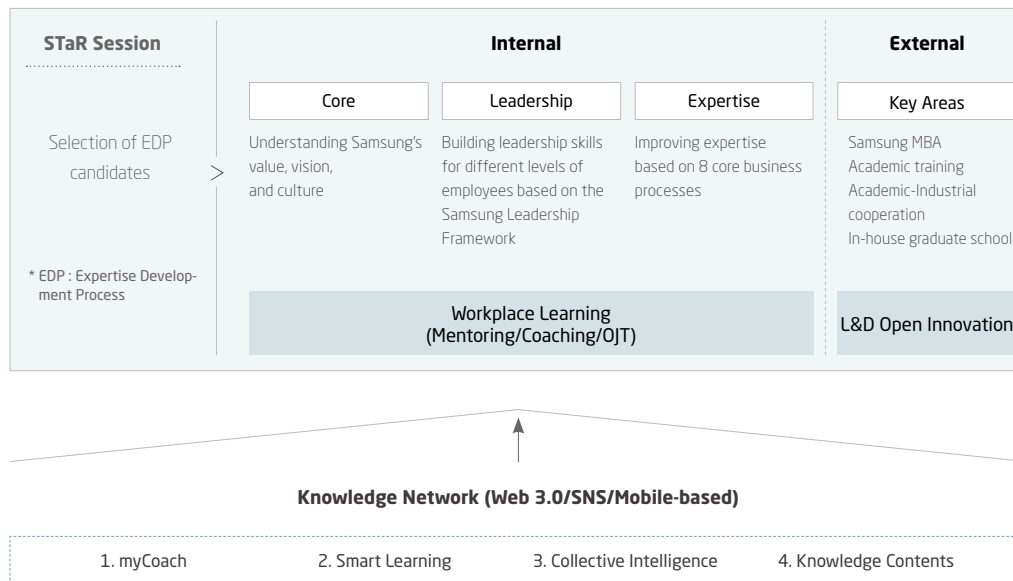 STaR Session
Selection of EDP
candidates
>
* EDP : Expertise Develop-
ment Process
Internal
Core
Understanding Samsung's
value, vision,
and culture
Leadership
Building leadership skills
for different levels of
employees based on the
Samsung Leadership
Framework
Expertise
Improving expertise
based on 8 core business
processes
Workplace Learning
(Mentoring/Coaching/OJT)
External
Key Areas
Samsung MBA
Academic training
Academic-Industrial
cooperation
In-house graduate school
L&D Open Innovation
Knowledge Network (Web 3.0/SNS/Mobile-based)
1. myCoach
2. Smart Learning
3. Collective Intelligence
4. Knowledge Contents